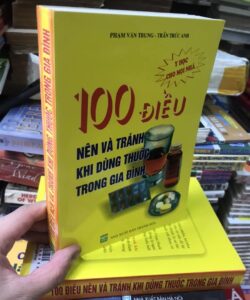 PHẠM VĂN TRUNG - TRẦN TRÚC ANH
Y HỌC
CHO MỌI NHÀ
100 ĐIỀU
NÊN VÀ TRÁNH
KHI DÙNG THUỐC
TRONG GIA ĐÌNH
100 ĐIỀU NÊN VÀ TRÁNH KHI DÙNG THUỐC TRONG GIA ĐÌNH
100 ĐIỀU NÊN VÀ TRÁNH KHI DÙNG THUỐC TRONG GIA ĐÌNH